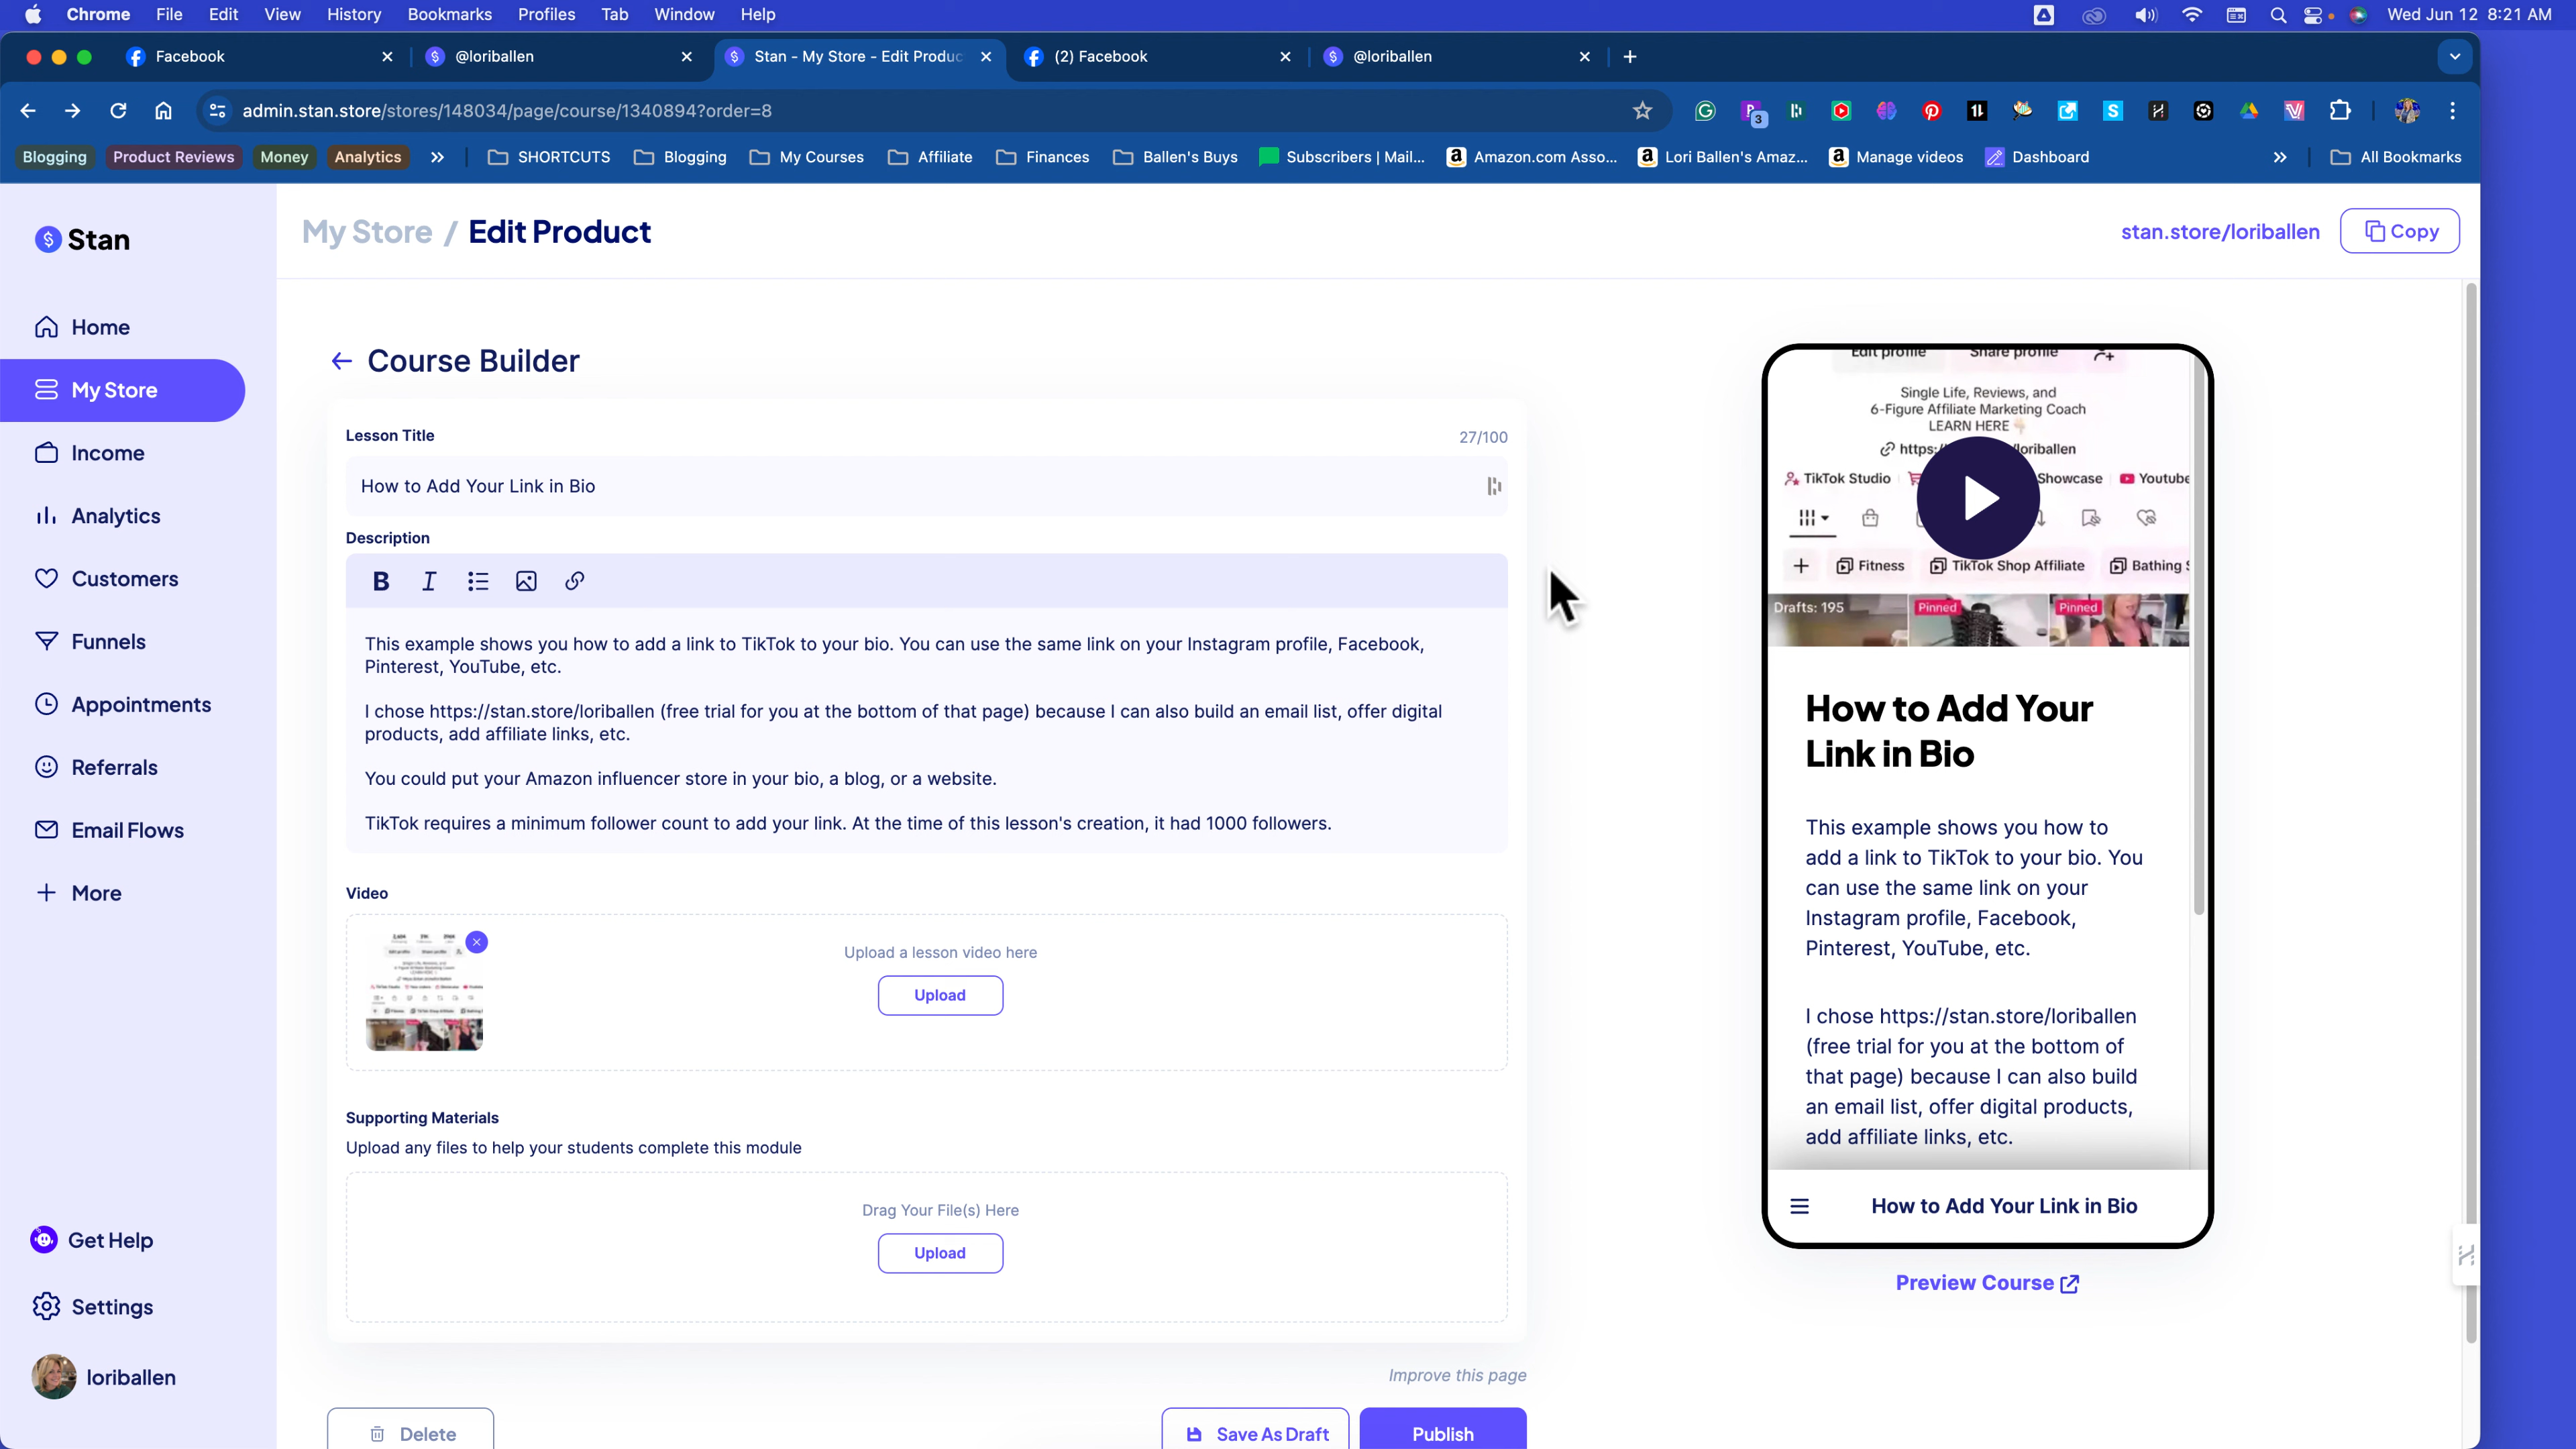 Chrome File Edit View History Bookmarks Profiles Tab Window Help
Wed Jun 12 8:21 AM
Facebook
@loriballen
Stan - My Store - Edit Produc
(2) Facebook
@loriballen
admin.stan.store/stores/148034/page/course/1340894?order=8
3
Blogging Product Reviews Money Analytics
SHORTCUTS Blogging My Courses Affiliate Finances Ballen's Buys Subscribers | Mail... Amazon.com Asso... Lori Ballen's Amaz... Manage videos Dashboard
All Bookmarks
Stan
My Store / Edit Product
stan.store/loriballen
Copy
Home
My Store
Income
Analytics
Customers
Funnels
Appointments
Referrals
Email Flows
More
Get Help
Settings
loriballen
Course Builder
Lesson Title
27/100
How to Add Your Link in Bio
Description
B I
This example shows you how to add a link to TikTok to your bio. You can use the same link on your Instagram profile, Facebook,
Pinterest, YouTube, etc.
I chose https://stan.store/loriballen (free trial for you at the bottom of that page) because I can also build an email list, offer digital
products, add affiliate links, etc.
You could put your Amazon influencer store in your bio, a blog, or a website.
TikTok requires a minimum follower count to add your link. At the time of this lesson's creation, it had 1000 followers.
Video
Upload a lesson video here
Upload
Supporting Materials
Upload any files to help your students complete this module
Drag Your File(s) Here
Upload
Improve this page
Delete
Save As Draft
Publish
Edit profile Share profile
Single Life, Reviews, and
6-Figure Affiliate Marketing Coach
LEARN HERE
https: /loriballen
TikTok Studio Showcase Youtube
Fitness TikTok Shop Affiliate Bathing S
Drafts: 195 Pinned Pinned
How to Add Your
Link in Bio
This example shows you how to
add a link to TikTok to your bio. You
can use the same link on your
Instagram profile, Facebook,
Pinterest, YouTube, etc.
I chose https://stan.store/loriballen
(free trial for you at the bottom of
that page) because I can also build
an email list, offer digital products,
add affiliate links, etc.
How to Add Your Link in Bio
Preview Course